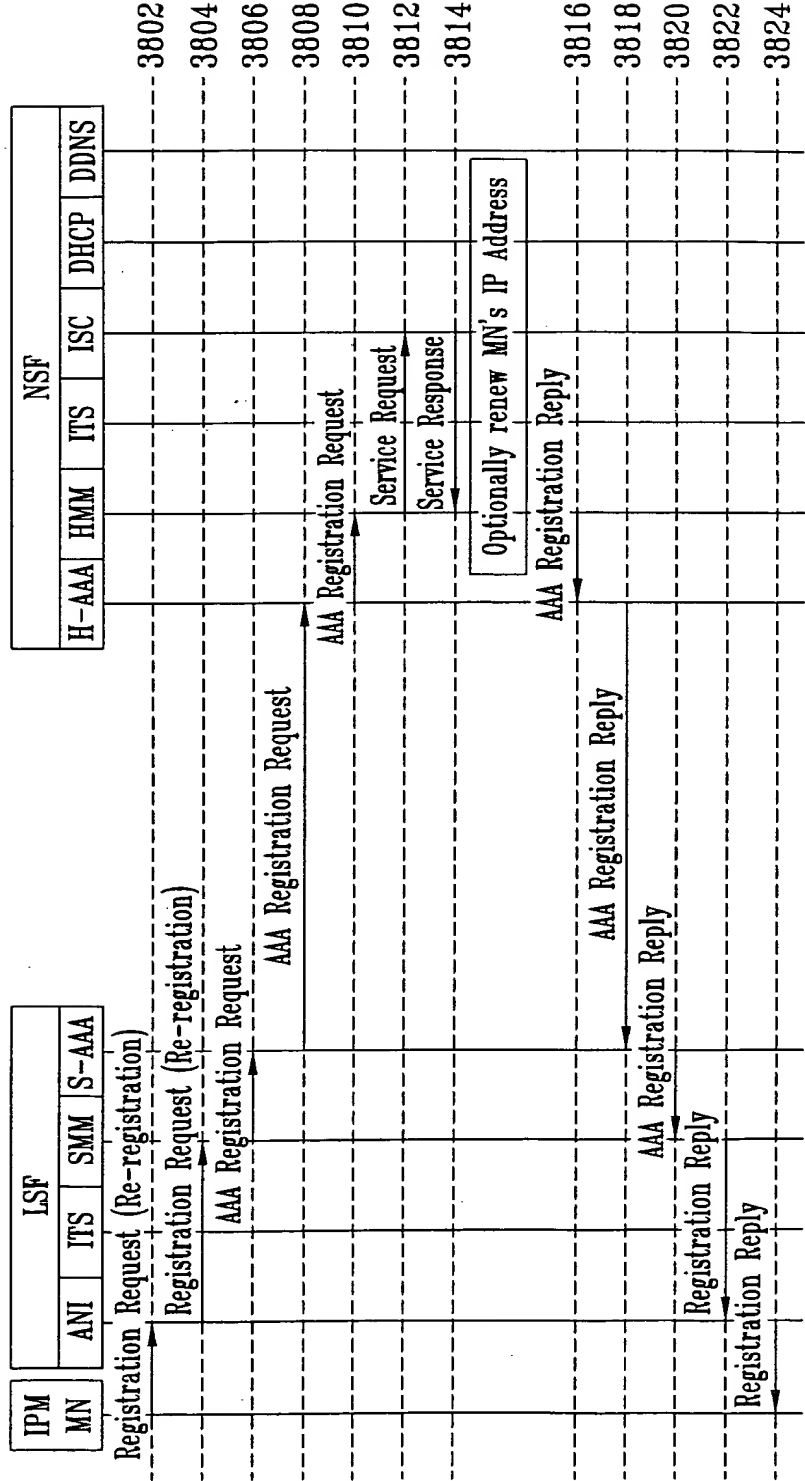 IPM
MN
LSF
ANI ITS SMM S-AAA
NSF
H-AAA HMM ITS ISC DHCP DDNS
Registration Request (Re-registration)
3802
Registration Request (Re-registration)
3804
AAA Registration Request
3806
AAA Registration Request
3808
AAA Registration Request
3810
Service Request
3812
Service Response
3814
Optionally renew MN's IP Address
AAA Registration Reply
3816
AAA Registration Reply
3818
AAA Registration Reply
3820
Registration Reply
3822
Registration Reply
3824